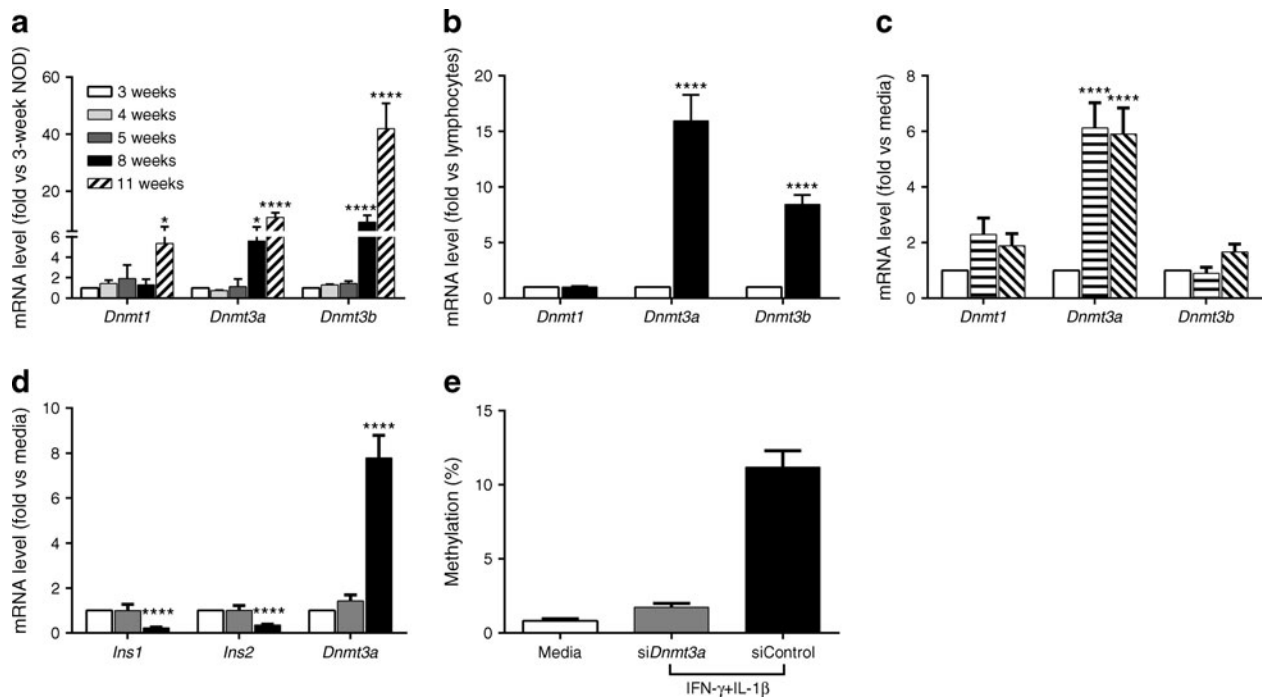 a
mRNA level (fold vs 3-week NOD)
60
40
20
6
4
2
0
3 weeks
4 weeks
5 weeks
8 weeks
11 weeks
*
*
****
****
****
Dnmt1
Dnmt3a
Dnmt3b
b
mRNA level (fold vs lymphocytes)
20
15
10
5
0
****
****
Dnmt1
Dnmt3a
Dnmt3b
c
mRNA level (fold vs media)
8
6
4
2
0
**** ****
Dnmt1
Dnmt3a
Dnmt3b
d
mRNA level (fold vs media)
10
8
6
4
2
0
****
****
****
Ins1
Ins2
Dnmt3a
e
Methylation (%)
15
10
5
0
Media
siDnmt3a
siControl
IFN-γ+IL-1β